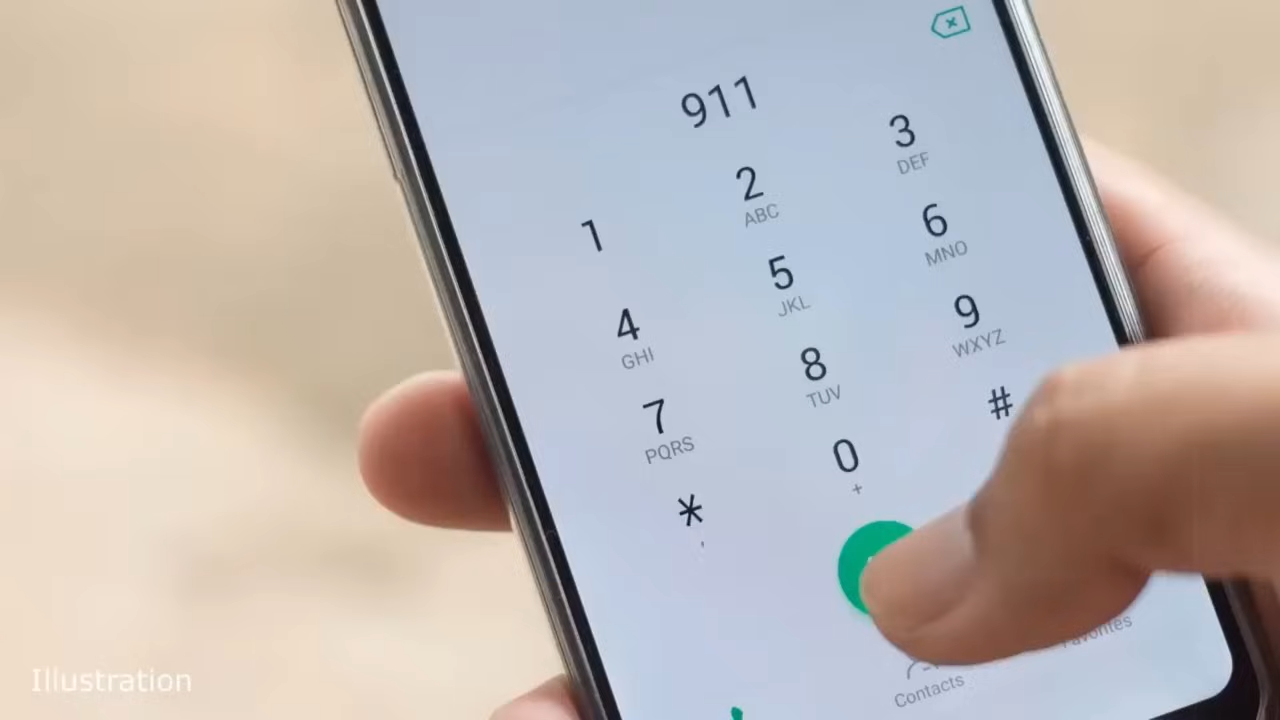 911
1
2
ABC
3
DEF
4
GHI
5
JKL
6
MNO
7
PQRS
8
TUV
9
WXYZ
*
,
0
+
#
Contacts
Favorites
Illustration